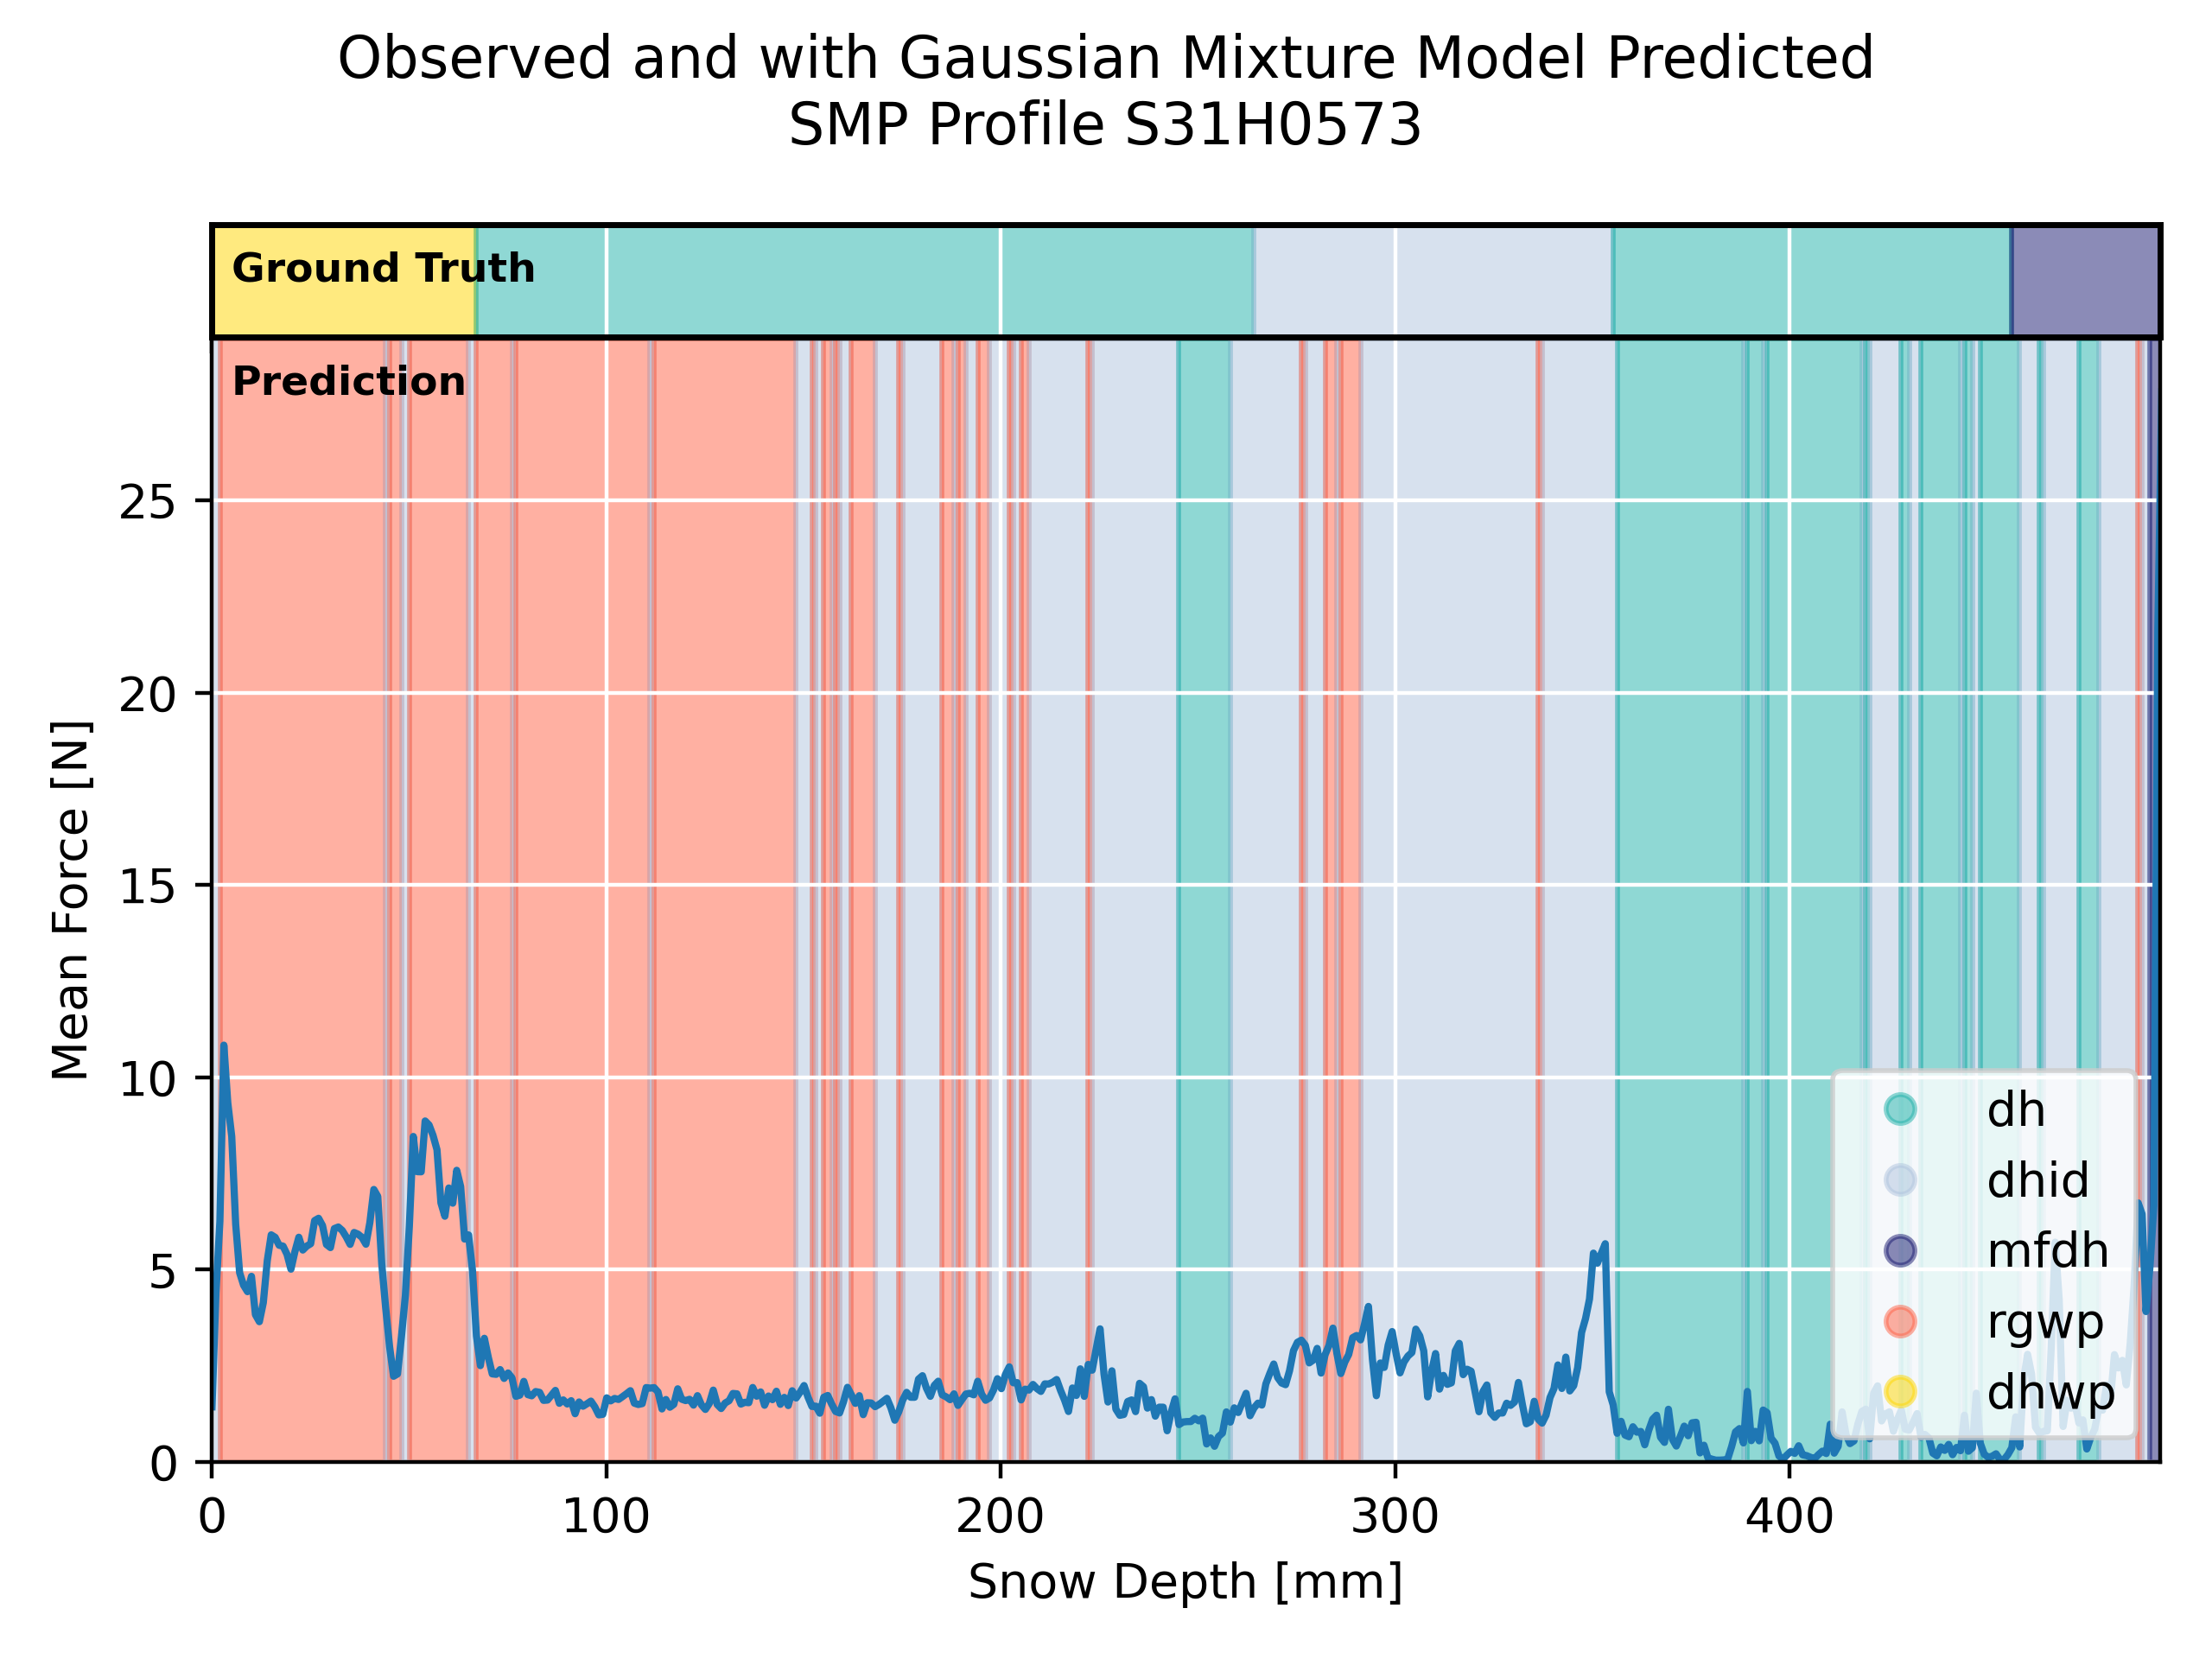 Observed and with Gaussian Mixture Model Predicted
SMP Profile S31H0573
Ground Truth
Prediction
25
20
15
10
5
0
Mean Force [N]
dh
dhid
mfdh
rgwp
dhwp
0 100 200 300 400
Snow Depth [mm]